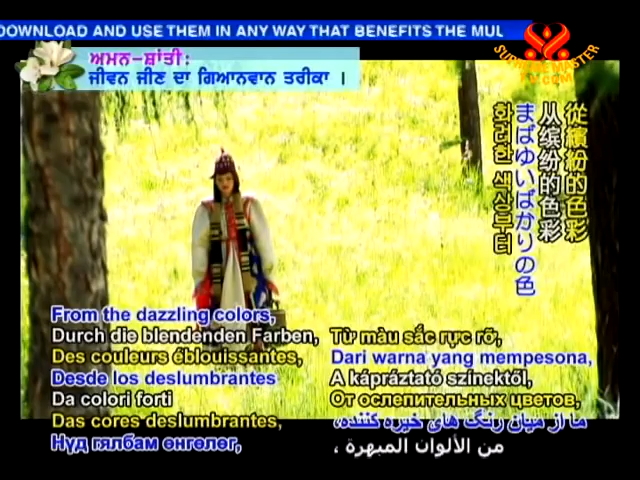 DOWNLOAD AND USE THEM IN ANY WAY THAT BENEFITS THE MUL
SUPREME MASTER
TV.COM
ਅਮਨ-ਸ਼ਾਂਤੀ:
ਜੀਵਨ ਜੀਣ ਦਾ ਗਿਆਨਵਾਨ ਤਰੀਕਾ ।
從繽紛的色彩
从缤纷的色彩
まばゆいばかりの色
화려한 색상부터
From the dazzling colors,
Durch die blendenden Farben,
Des couleurs éblouissantes,
Desde los deslumbrantes
Da colori forti
Das cores deslumbrantes,
Нүд гялбам өнгөлөг,
Từ màu sắc rực rỡ,
Dari warna yang mempesona,
A kápráztató színektől,
От ослепительных цветов,
ما از میان رنگ های خیره کننده،
من الألوان المبهرة ،